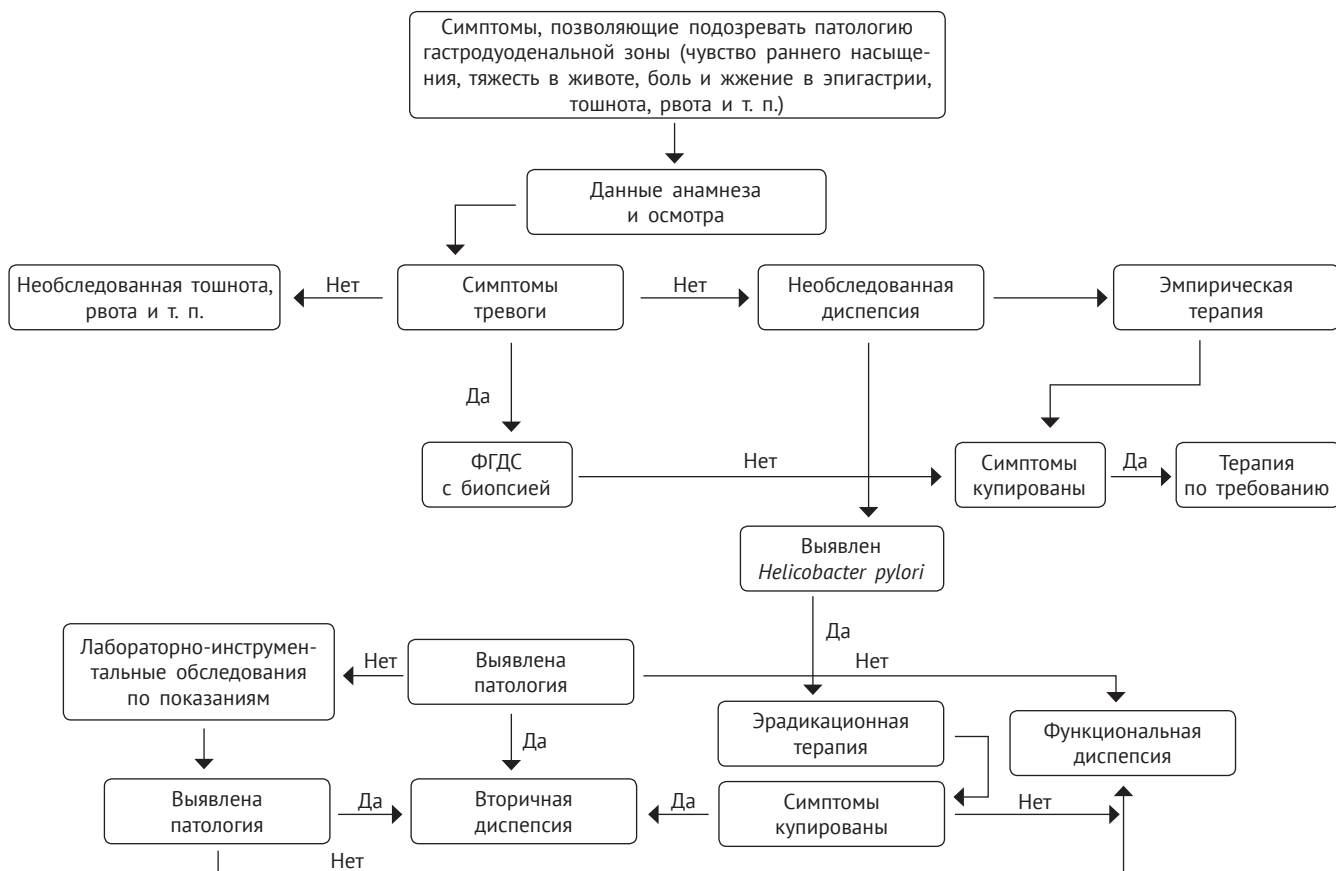 Симптомы, позволяющие подозревать патологию
гастродуоденальной зоны (чувство раннего насыще-
ния, тяжесть в животе, боль и жжение в эпигастрии,
тошнота, рвота и т. п.)
Данные анамнеза
и осмотра
Необследованная тошнота,
рвота и т. п.
Нет
Симптомы
тревоги
Нет
Необследованная
диспепсия
Эмпирическая
терапия
Да
ФГДС
с биопсией
Нет
Симптомы
купированы
Да
Терапия
по требованию
Выявлен
Helicobacter pylori
Да
Лабораторно-инструмен-
тальные обследования
по показаниям
Нет
Выявлена
патология
Нет
Да
Эрадикационная
терапия
Функциональная
диспепсия
Выявлена
патология
Да
Вторичная
диспепсия
Да
Симптомы
купированы
Нет
Нет